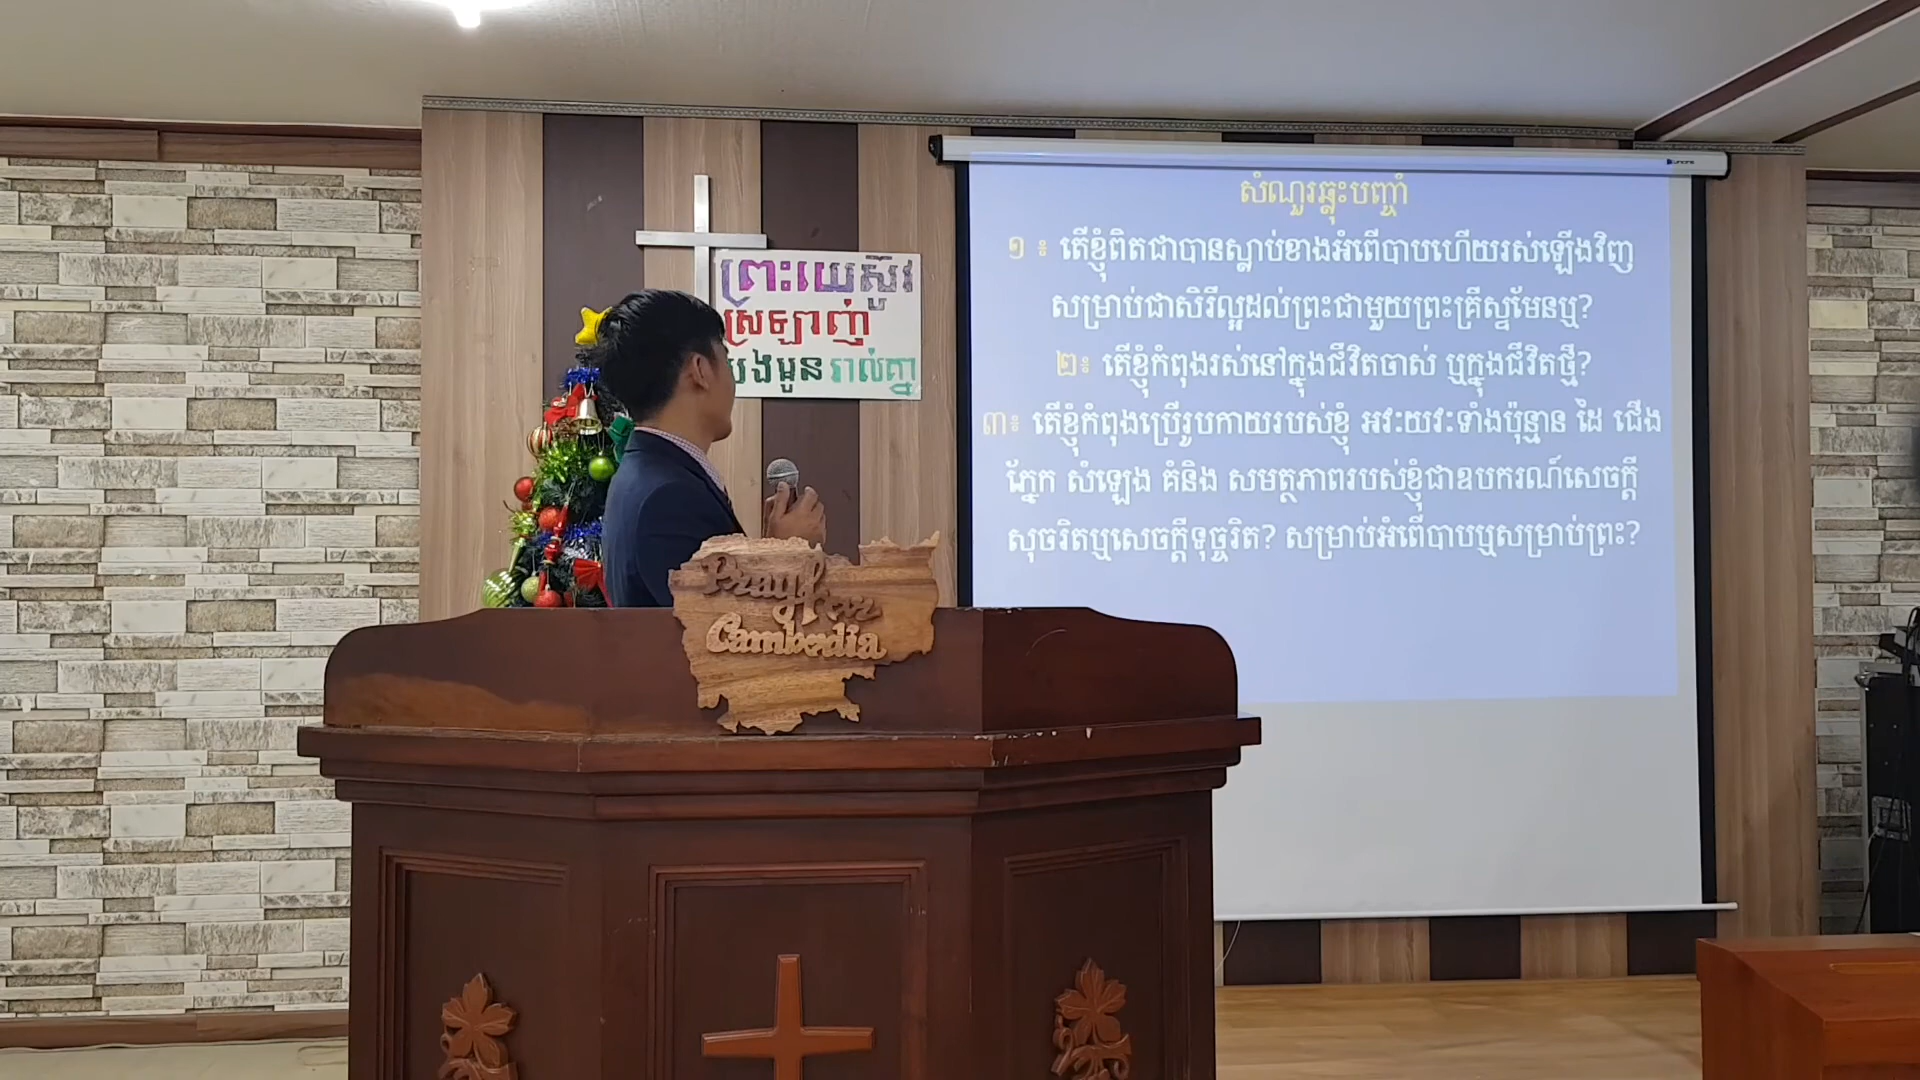 ព្រះយេស៊ូវ
ស្រឡាញ់
បងប្អូនរាល់គ្នា
Pray for
Cambodia
សំណួរឆ្លុះបញ្ចាំ
១ ៖ តើខ្ញុំពិតជាបានស្លាប់ខាងអំពើបាបហើយរស់ឡើងវិញ
សម្រាប់ជាសិរីល្អដល់ព្រះជាមួយព្រះគ្រីស្ទមែនឬ?
២៖ តើខ្ញុំកំពុងរស់នៅក្នុងជីវិតចាស់ ឬក្នុងជីវិតថ្មី?
៣៖ តើខ្ញុំកំពុងប្រើរូបកាយរបស់ខ្ញុំ អវៈយវៈទាំងប៉ុន្មាន ដៃ ជើង
ភ្នែក សំឡេង គំនិង សមត្ថភាពរបស់ខ្ញុំជាឧបករណ៍សេចក្ដី
សុចរិតឬសេចក្ដីទុច្ចរិត? សម្រាប់អំពើបាបឬសម្រាប់ព្រះ?